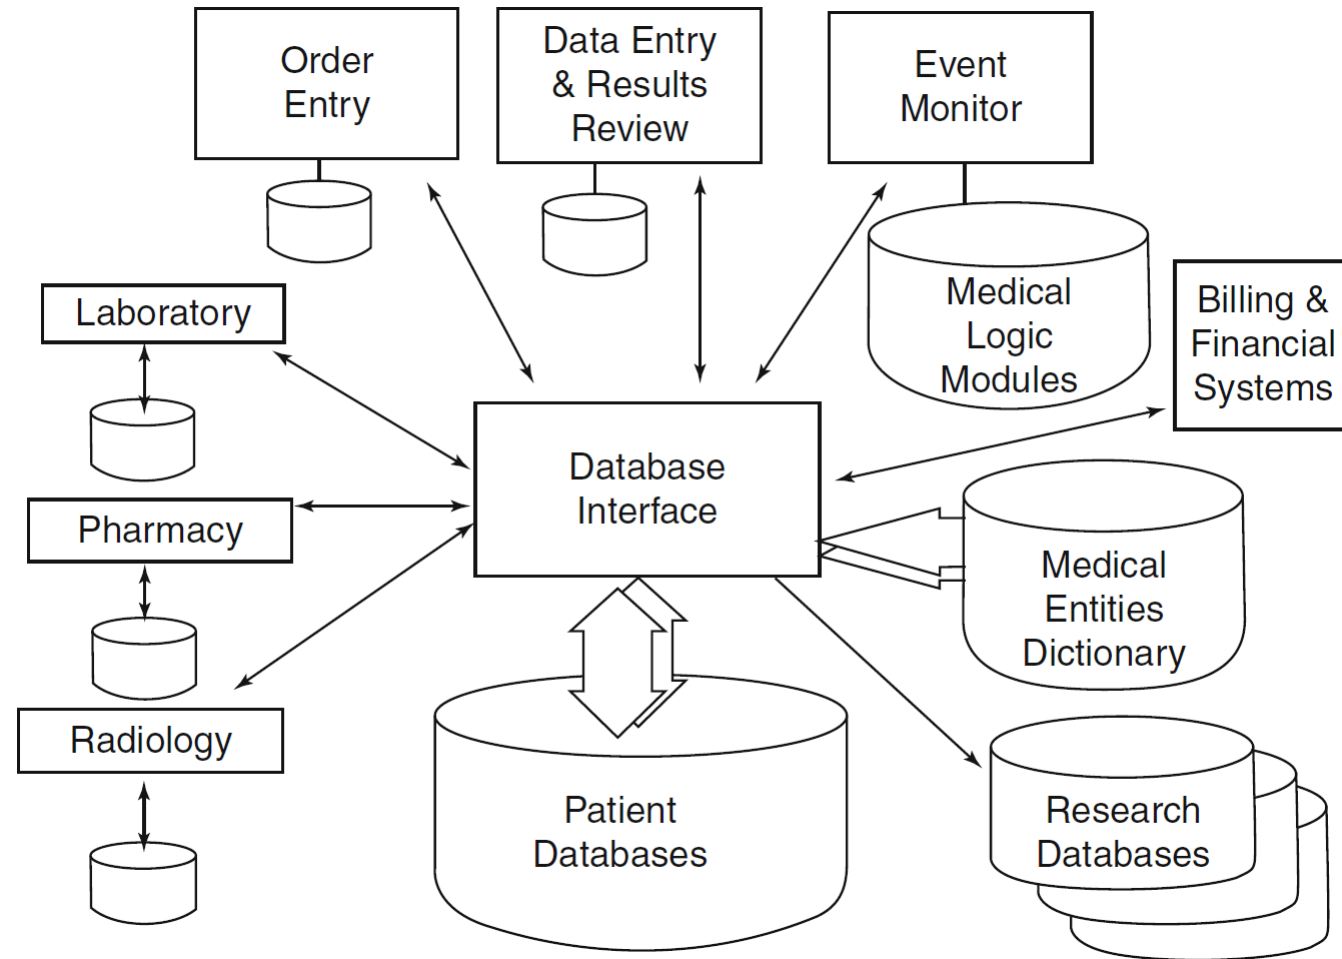 Order
Entry
Data Entry
& Results
Review
Event
Monitor
Laboratory
Medical
Logic
Modules
Billing &
Financial
Systems
Pharmacy
Database
Interface
Medical
Entities
Dictionary
Radiology
Patient
Databases
Research
Databases